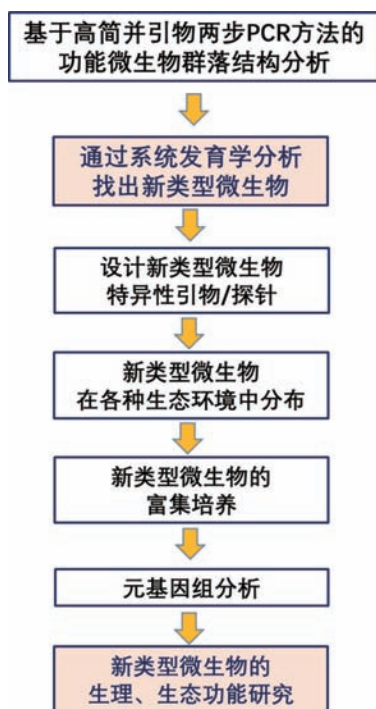 基于高简并引物两步PCR方法的
功能微生物群落结构分析
通过系统发育学分析
找出新类型微生物
设计新类型微生物
特异性引物/探针
新类型微生物
在各种生态环境中分布
新类型微生物的
富集培养
元基因组分析
新类型微生物的
生理、生态功能研究